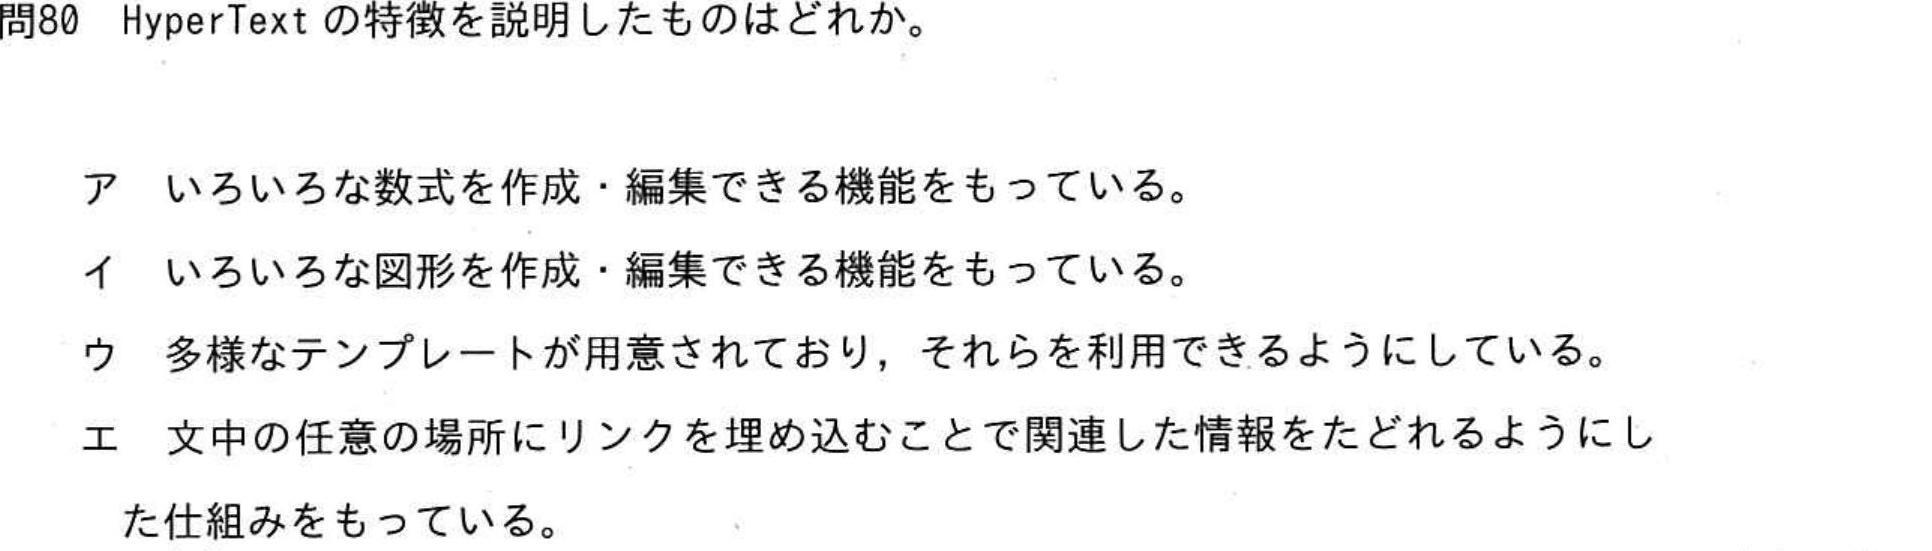 問80　HyperText の特徴を説明したものはどれか。
ア　いろいろな数式を作成・編集できる機能をもっている。
イ　いろいろな図形を作成・編集できる機能をもっている。
ウ　多様なテンプレートが用意されており，それらを利用できるようにしている。
エ　文中の任意の場所にリンクを埋め込むことで関連した情報をたどれるようにし
た仕組みをもっている。